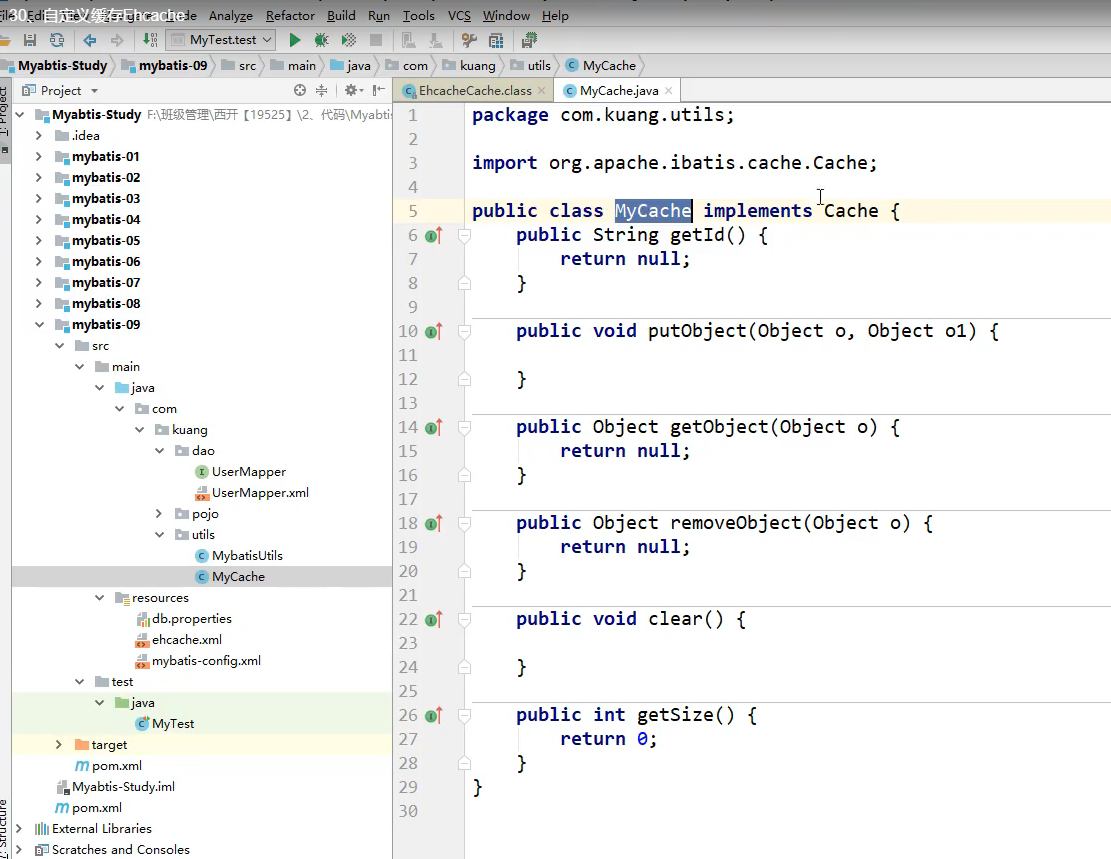 30、自定义缓存Ehcache
Analyze Refactor Build Run Tools VCS Window Help
MyTest.test
Myabtis-Study mybatis-09 src main java com kuang utils MyCache
1: Project
Project
EhcacheCache.class MyCache.java
Myabtis-Study F:\班级管理\西开【19525】\2、代码\Myabtis
.idea
mybatis-01
mybatis-02
mybatis-03
mybatis-04
mybatis-05
mybatis-06
mybatis-07
mybatis-08
mybatis-09
src
main
java
com
kuang
dao
UserMapper
UserMapper.xml
pojo
utils
MybatisUtils
MyCache
resources
db.properties
ehcache.xml
mybatis-config.xml
test
java
MyTest
target
pom.xml
Myabtis-Study.iml
pom.xml
External Libraries
Scratches and Consoles
7: Structure
1 package com.kuang.utils;
2
3 import org.apache.ibatis.cache.Cache;
4
5 public class MyCache implements Cache {
6 public String getId() {
7 return null;
8 }
9
10 public void putObject(Object o, Object o1) {
11
12 }
13
14 public Object getObject(Object o) {
15 return null;
16 }
17
18 public Object removeObject(Object o) {
19 return null;
20 }
21
22 public void clear() {
23
24 }
25
26 public int getSize() {
27 return 0;
28 }
29 }
30